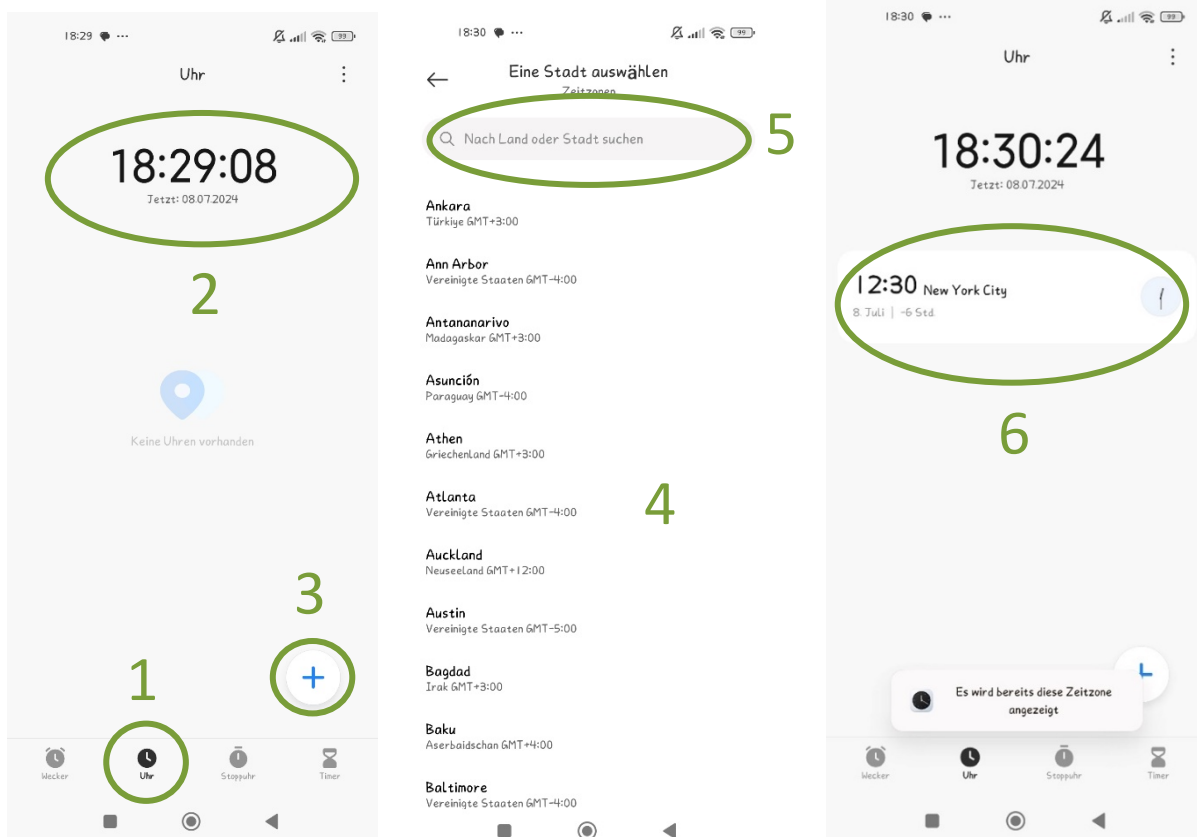 18:29 ...
99
Uhr
18:29:08
Jetzt: 08.07.2024
2
Keine Uhren vorhanden
3
1
Wecker
Uhr
Stoppuhr
Timer
18:30 ...
99
Eine Stadt auswählen
Zeitzonen
Nach Land oder Stadt suchen
5
Ankara
Türkiye GMT+3:00
Ann Arbor
Vereinigte Staaten GMT-4:00
Antananarivo
Madagaskar GMT+3:00
Asunción
Paraguay GMT-4:00
Athen
Griechenland GMT+3:00
Atlanta
Vereinigte Staaten GMT-4:00
4
Auckland
Neuseeland GMT+12:00
Austin
Vereinigte Staaten GMT-5:00
Bagdad
Irak GMT+3:00
Baku
Aserbaidschan GMT+4:00
Baltimore
Vereinigte Staaten GMT-4:00
18:30 ...
99
Uhr
18:30:24
Jetzt: 08.07.2024
12:30 New York City
8. Juli | -6 Std.
6
Es wird bereits diese Zeitzone
angezeigt
Wecker
Uhr
Stoppuhr
Timer